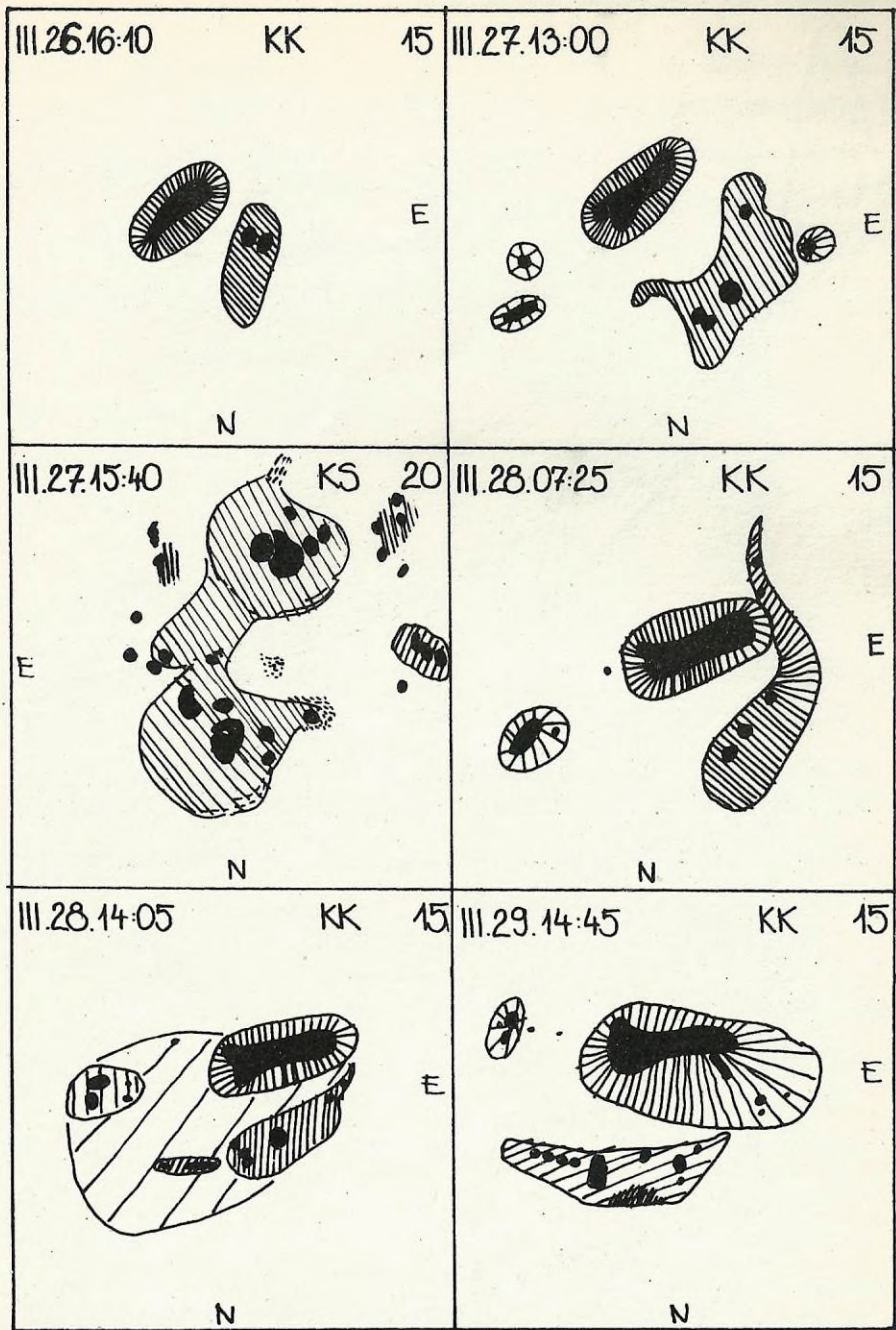 III.26.16:10 KK 15
E
N
III.27.13:00 KK 15
E
N
III.27.15:40 KS 20
E
N
III.28.07:25 KK 15
E
N
III.28.14:05 KK 15
E
N
III.29.14:45 KK 15
E
N